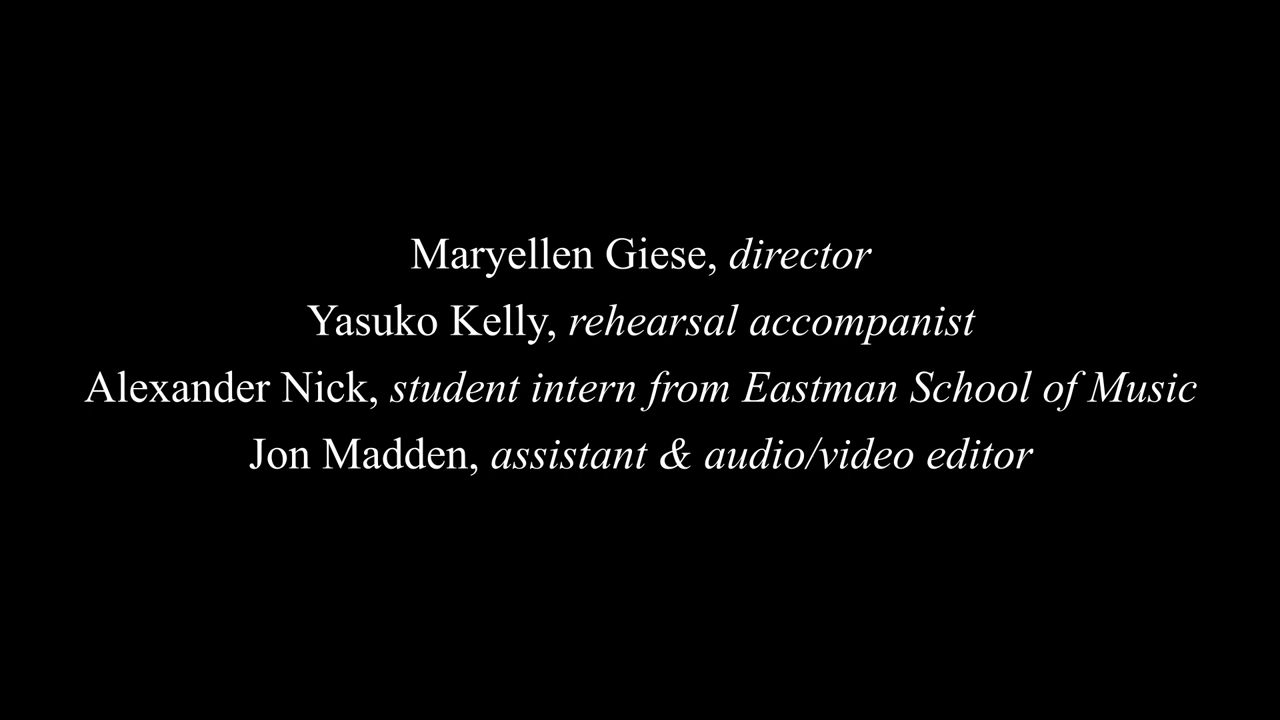 Maryellen Giese, director
Yasuko Kelly, rehearsal accompanist
Alexander Nick, student intern from Eastman School of Music
Jon Madden, assistant & audio/video editor